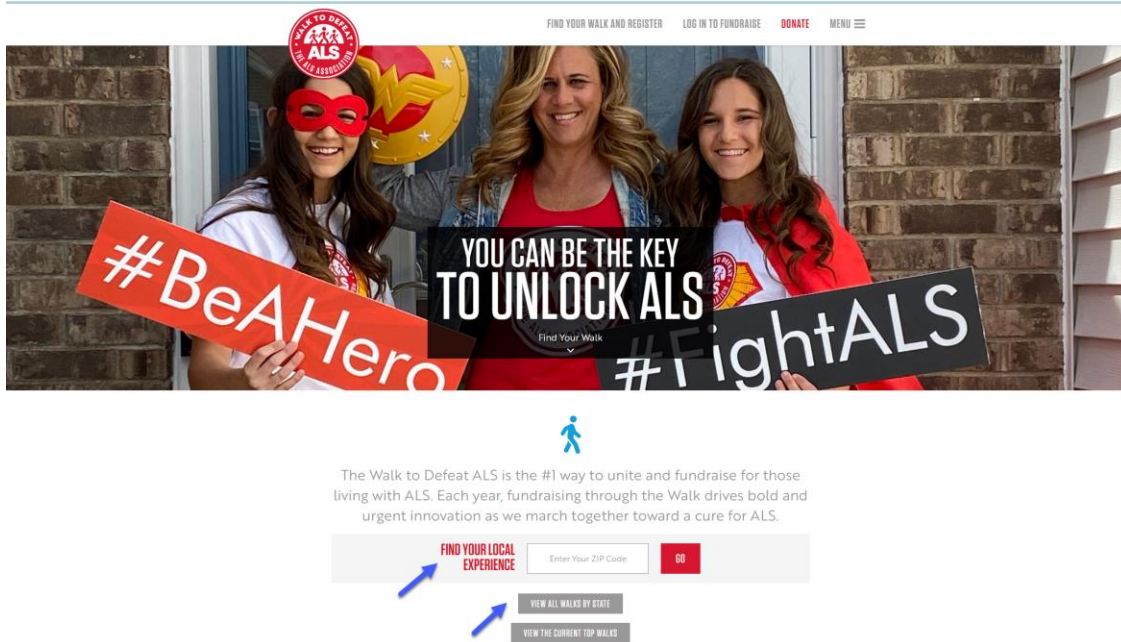 WALK TO DEFEAT
ALS
THE ALS ASSOCIATION
FIND YOUR WALK AND REGISTER LOG IN TO FUNDRAISE DONATE MENU
#BeAHero
YOU CAN BE THE KEY
TO UNLOCK ALS
Find Your Walk
#FightALS
The Walk to Defeat ALS is the #1 way to unite and fundraise for those
living with ALS. Each year, fundraising through the Walk drives bold and
urgent innovation as we march together toward a cure for ALS.
FIND YOUR LOCAL
EXPERIENCE
Enter Your ZIP Code
GO
VIEW ALL WALKS BY STATE
VIEW THE CURRENT TOP WALKS